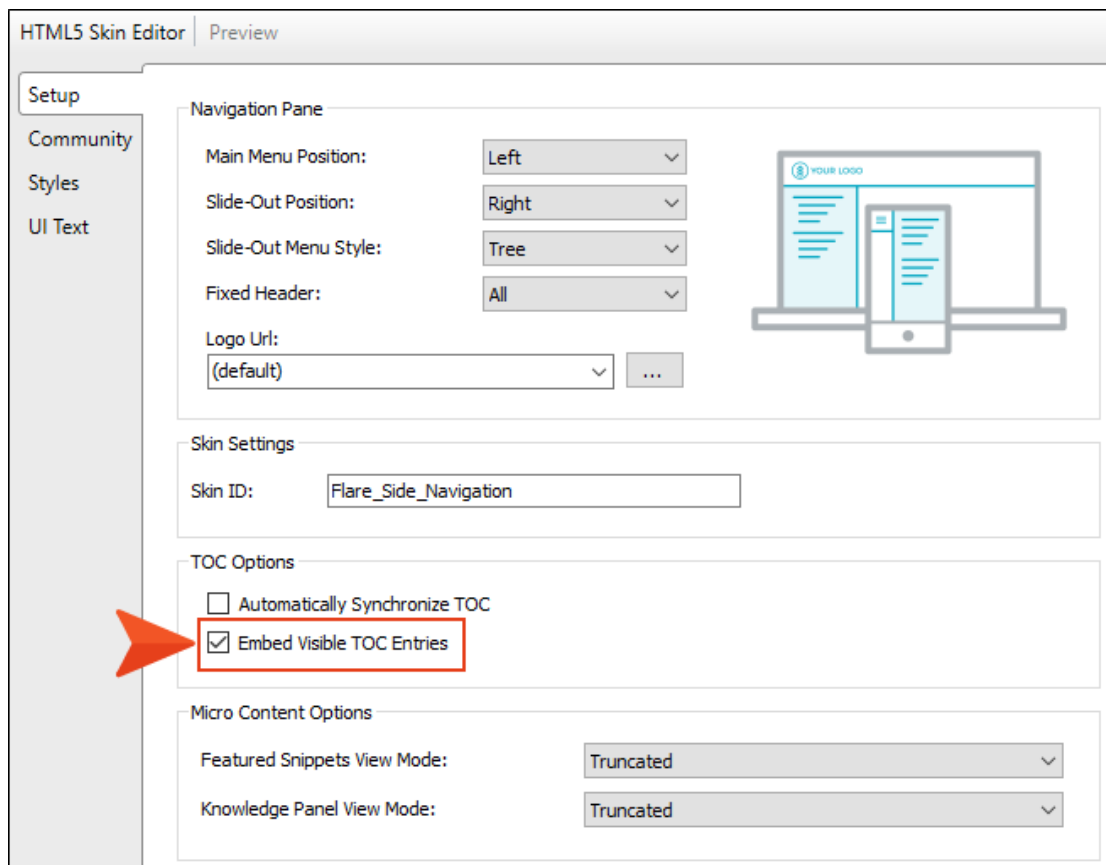 HTML5 Skin Editor Preview
Setup
Community
Styles
UI Text
Navigation Pane
Main Menu Position: Left
Slide-Out Position: Right
Slide-Out Menu Style: Tree
Fixed Header: All
Logo Url:
(default) ...
YOUR LOGO
Skin Settings
Skin ID: Flare_Side_Navigation
TOC Options
Automatically Synchronize TOC
Embed Visible TOC Entries
Micro Content Options
Featured Snippets View Mode: Truncated
Knowledge Panel View Mode: Truncated